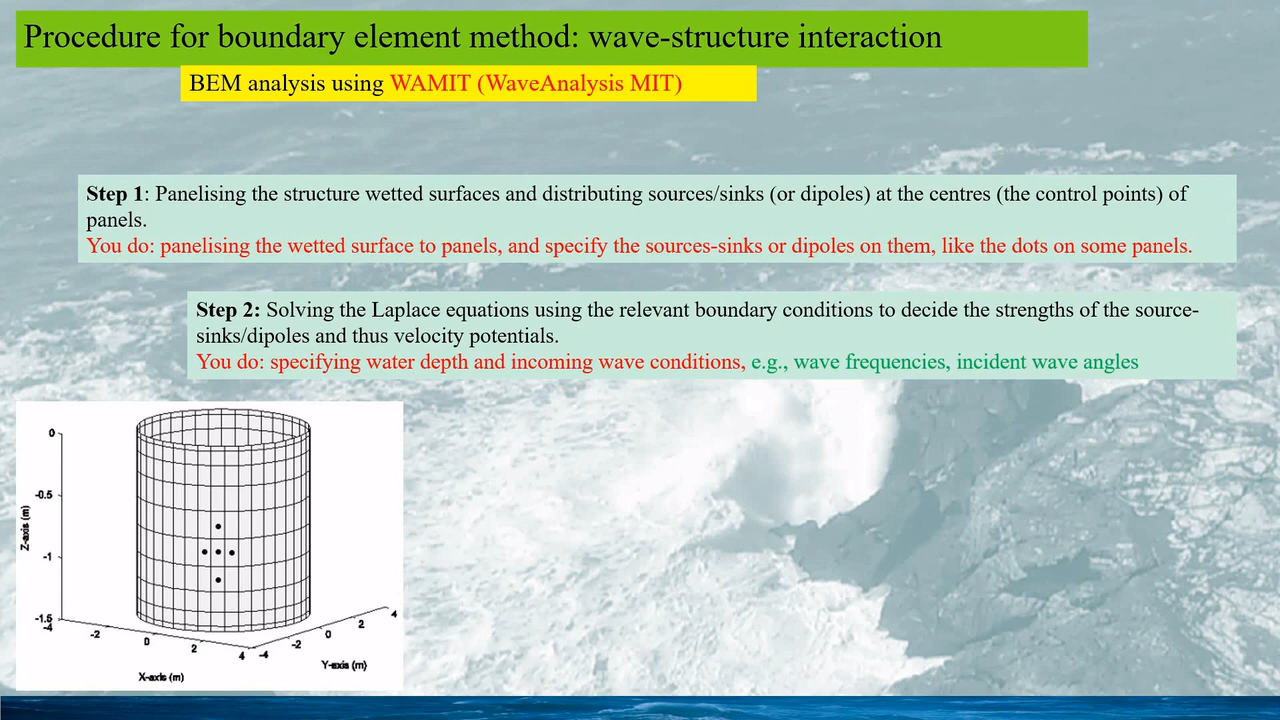 Procedure for boundary element method: wave-structure interaction
BEM analysis using WAMIT (WaveAnalysis MIT)
Step 1: Panelising the structure wetted surfaces and distributing sources/sinks (or dipoles) at the centres (the control points) of
panels.
You do: panelising the wetted surface to panels, and specify the sources-sinks or dipoles on them, like the dots on some panels.
Step 2: Solving the Laplace equations using the relevant boundary conditions to decide the strengths of the source-
sinks/dipoles and thus velocity potentials.
You do: specifying water depth and incoming wave conditions, e.g., wave frequencies, incident wave angles
0
-0.5
-1
-1.5
Z-axis (m)
-4
-2
0
2
4
X-axis (m)
-4
-2
0
2
4
Y-axis (m)